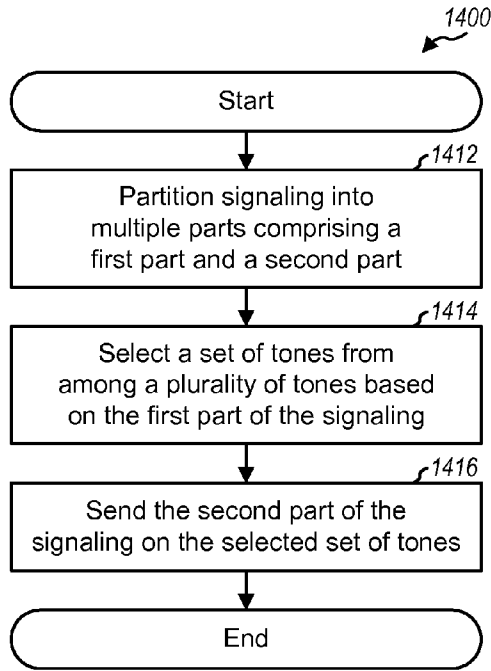 1400
Start
1412
Partition signaling into
multiple parts comprising a
first part and a second part
1414
Select a set of tones from
among a plurality of tones based
on the first part of the signaling
1416
Send the second part of the
signaling on the selected set of tones
End